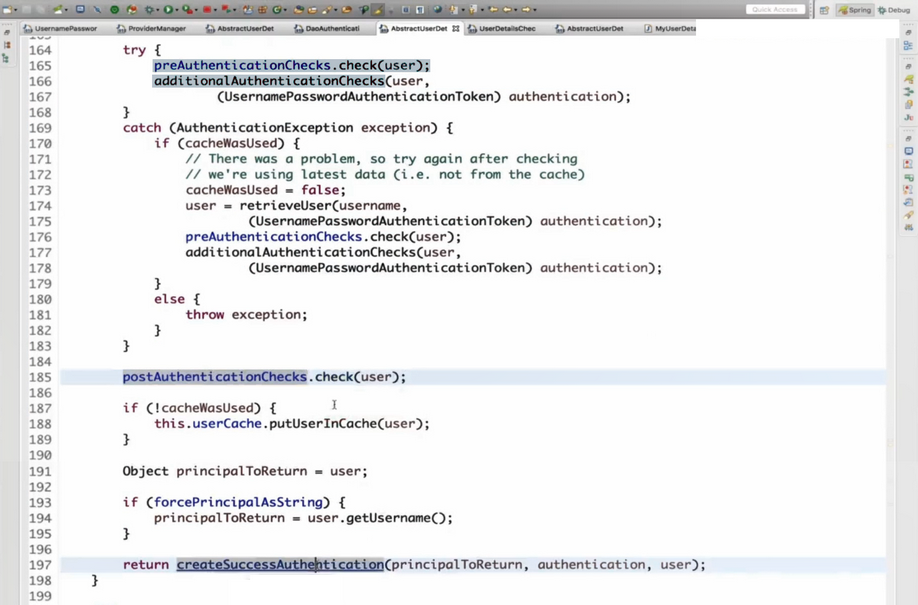 Quick Access
Spring
Debug
UsernamePasswor
ProviderManager
AbstractUserDet
DaoAuthenticati
AbstractUserDet
UserDetailsChec
AbstractUserDet
MyUserDeta
164 try {
165 preAuthenticationChecks.check(user);
166 additionalAuthenticationChecks(user,
167 (UsernamePasswordAuthenticationToken) authentication);
168 }
169 catch (AuthenticationException exception) {
170 if (cacheWasUsed) {
171 // There was a problem, so try again after checking
172 // we're using latest data (i.e. not from the cache)
173 cacheWasUsed = false;
174 user = retrieveUser(username,
175 (UsernamePasswordAuthenticationToken) authentication);
176 preAuthenticationChecks.check(user);
177 additionalAuthenticationChecks(user,
178 (UsernamePasswordAuthenticationToken) authentication);
179 }
180 else {
181 throw exception;
182 }
183 }
184
185 postAuthenticationChecks.check(user);
186
187 if (!cacheWasUsed) {
188 this.userCache.putUserInCache(user);
189 }
190
191 Object principalToReturn = user;
192
193 if (forcePrincipalAsString) {
194 principalToReturn = user.getUsername();
195 }
196
197 return createSuccessAuthentication(principalToReturn, authentication, user);
198 }
199